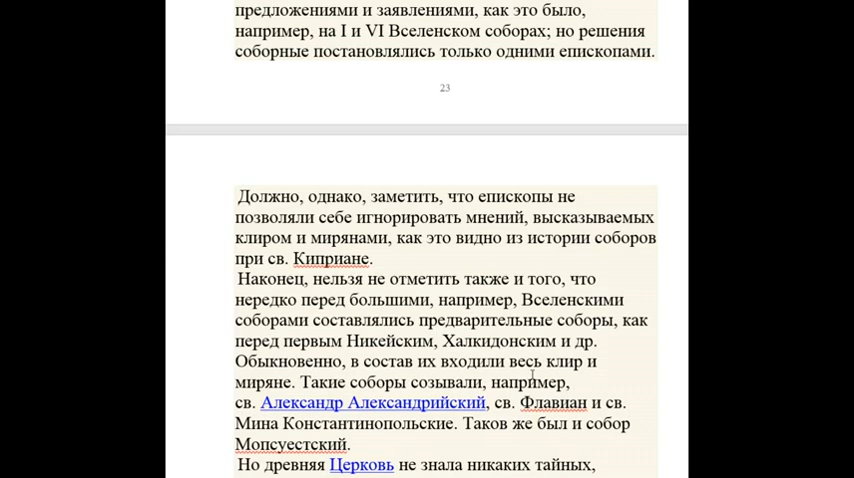 предложениями и заявлениями, как это было,
например, на I и VI Вселенском соборах; но решения
соборные постановлялись только одними епископами.
23
Должно, однако, заметить, что епископы не
позволяли себе игнорировать мнений, высказываемых
клиром и мирянами, как это видно из истории соборов
при св. Киприане.
Наконец, нельзя не отметить также и того, что
нередко перед большими, например, Вселенскими
соборами составлялись предварительные соборы, как
перед первым Никейским, Халкидонским и др.
Обыкновенно, в состав их входили весь клир и
миряне. Такие соборы созывали, например,
св. Александр Александрийский, св. Флавиан и св.
Мина Константинопольские. Таков же был и собор
Мопсуестский.
Но древняя Церковь не знала никаких тайных,